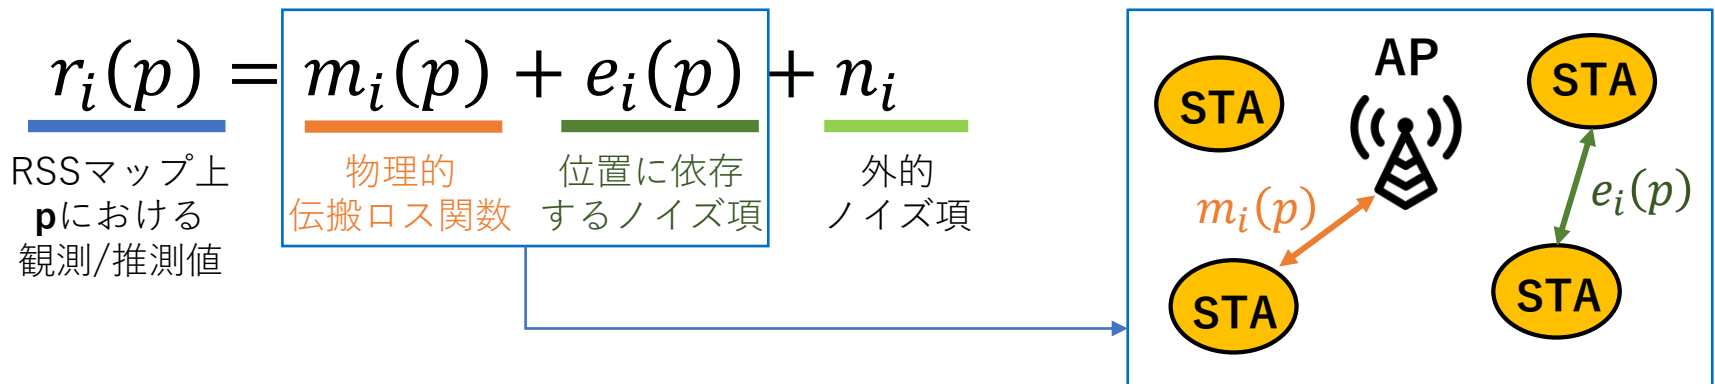 rᵢ(p) = mᵢ(p) + eᵢ(p) + nᵢ
RSSマップ上
pにおける
観測/推測値
物理的
伝搬ロス関数
位置に依存
するノイズ項
外的
ノイズ項
AP
STA
STA
mᵢ(p)
eᵢ(p)
STA
STA